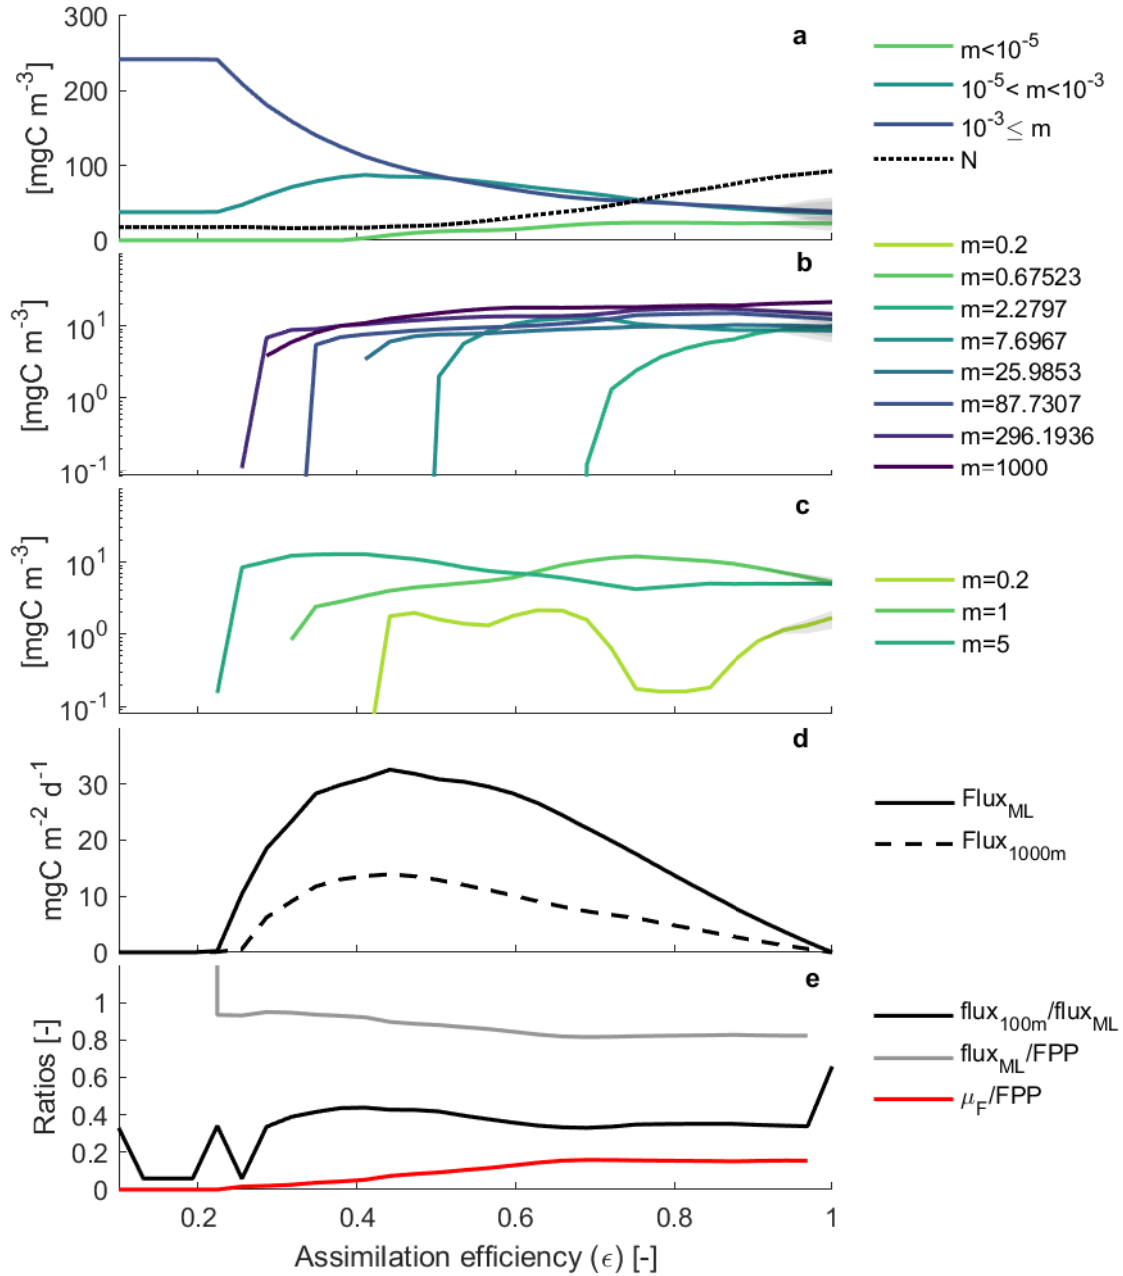 300
200
100
0
[mgC m-3]
a
m<10-5
10-5< m<10-3
10-3≤ m
N
101
100
10-1
[mgC m-3]
b
m=0.2
m=0.67523
m=2.2797
m=7.6967
m=25.9853
m=87.7307
m=296.1936
m=1000
101
100
10-1
[mgC m-3]
c
m=0.2
m=1
m=5
30
20
10
0
mgC m-2 d-1
d
FluxML
Flux1000m
1
0.8
0.6
0.4
0.2
0
Ratios [-]
e
flux100m/fluxML
fluxML/FPP
μF/FPP
0.2 0.4 0.6 0.8 1
Assimilation efficiency (ϵ) [-]